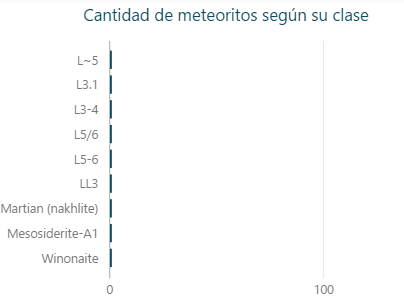 Cantidad de meteoritos según su clase
L~5
L3.1
L3-4
L5/6
L5-6
LL3
Martian (nakhlite)
Mesosiderite-A1
Winonaite
0 100